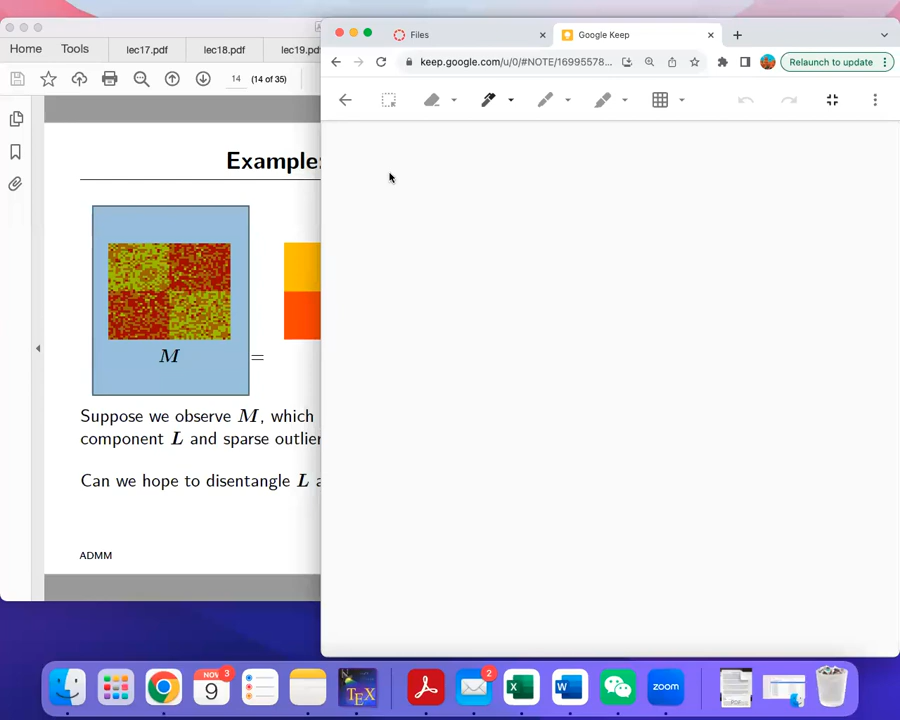 Home
Tools
lec17.pdf
lec18.pdf
lec19.pd
14
(14 of 35)
Example:
M
=
Suppose we observe M, which
component L and sparse outlier
Can we hope to disentangle L a
ADMM
Files
Google Keep
keep.google.com/u/0/#NOTE/16995578...
Relaunch to update
NOV
9
3
TEX
2
X
W
zoom